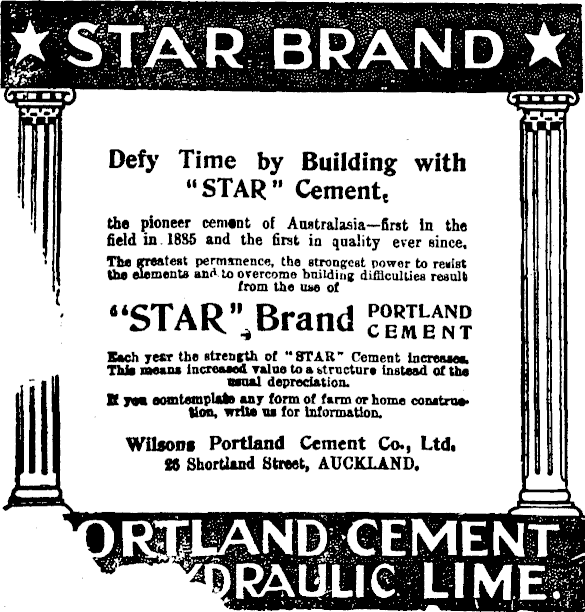 ★ STAR BRAND ★
Defy Time by Building with
"STAR" Cement,
the pioneer cement of Australasia—first in the
field in 1885 and the first in quality ever since.
The greatest permanence, the strongest power to resist
the elements and to overcome building difficulties result
from the use of
"STAR" Brand PORTLAND
CEMENT
Each year the strength of "STAR" Cement increases.
This means increased value to a structure instead of the
usual depreciation.
If you contemplate any form of farm or home construc-
tion, write us for information.
Wilsons Portland Cement Co., Ltd.
26 Shortland Street, AUCKLAND.
ORTLAND CEMENT
DRAULIC LIME.